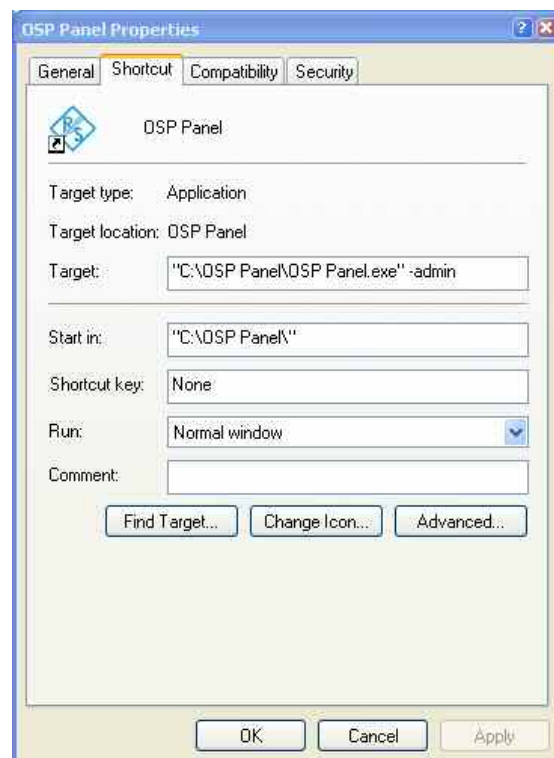 OSP Panel Properties
General Shortcut Compatibility Security
R S
OSP Panel
Target type: Application
Target location: OSP Panel
Target: "C:\OSP Panel\OSP Panel.exe" -admin
Start in: "C:\OSP Panel\"
Shortcut key: None
Run: Normal window
Comment:
Find Target... Change Icon... Advanced...
OK Cancel Apply